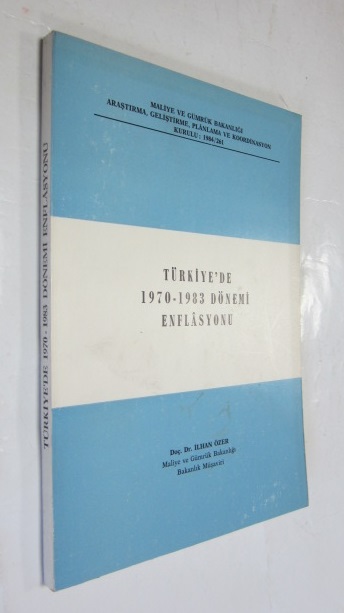 MALİYE VE GÜMRÜK BAKANLIĞI
ARAŞTIRMA, GELİŞTİRME, PLÂNLAMA VE KOORDİNASYON
KURULU: 1984/261
TÜRKİYE'DE
1970-1983 DÖNEMİ
ENFLÂSYONU
Doç. Dr. İLHAN ÖZER
Maliye ve Gümrük Bakanlığı
Bakanlık Müşaviri
TÜRKİYE'DE 1970-1983 DÖNEMİ ENFLÂSYONU